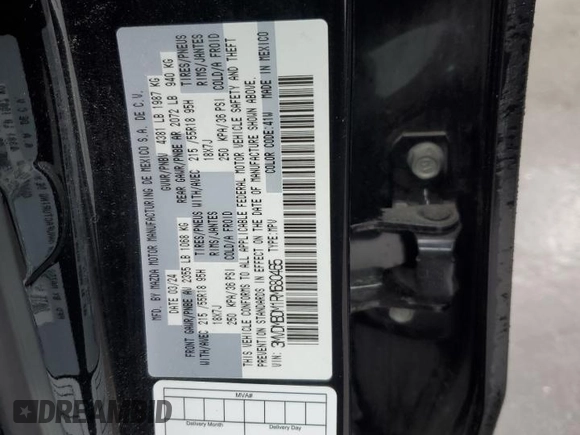 MFD BY MAZDA MOTOR MANUFACTURING DE MEXICO S.A. DE C.V.
DATE 03/24
GVWR/PNBV 4381 LB 1987 KG
FRONT GAWR/PNBE AV 2355 LB 1068 KG
REAR GAWR/PNBE AR 2072 LB 940 KG
TIRES/PNEUS
TIRES/PNEUS
WITH/AVEC 215/55R18 95H
WITH/AVEC 215/55R18 95H
RIMS/JANTES
RIMS/JANTES
18X7J
18X7J
COLD/A FROID
COLD/A FROID
250 KPA/36 PSI
250 KPA/36 PSI
THIS VEHICLE CONFORMS TO ALL APPLICABLE FEDERAL MOTOR VEHICLE SAFETY AND THEFT
PREVENTION STANDARDS IN EFFECT ON THE DATE OF MANUFACTURE SHOWN ABOVE.
COLOR CODE:41W MADE IN MEXICO
TYPE:MPV
VIN:
MVA#
Delivery Month
Delivery Year
DREAMBID